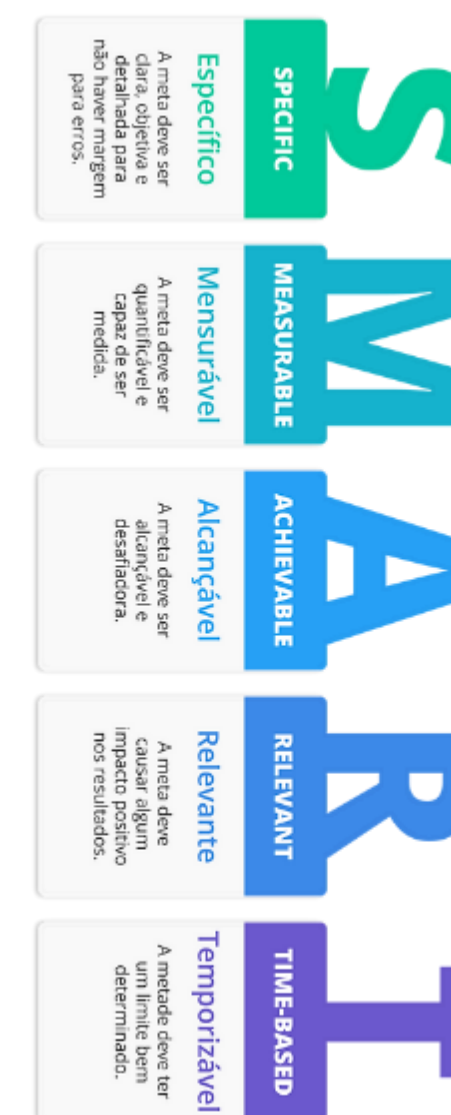 S
SPECIFIC
Específico
A meta deve ser
clara, objetiva e
detalhada para
não haver margem
para erros.
M
MEASURABLE
Mensurável
A meta deve ser
quantificável e
capaz de ser
medida.
A
ACHIEVABLE
Alcançável
A meta deve ser
alcançável e
desafiadora.
R
RELEVANT
Relevante
A meta deve
causar algum
impacto positivo
nos resultados.
T
TIME-BASED
Temporizável
A metade deve ter
um limite bem
determinado.